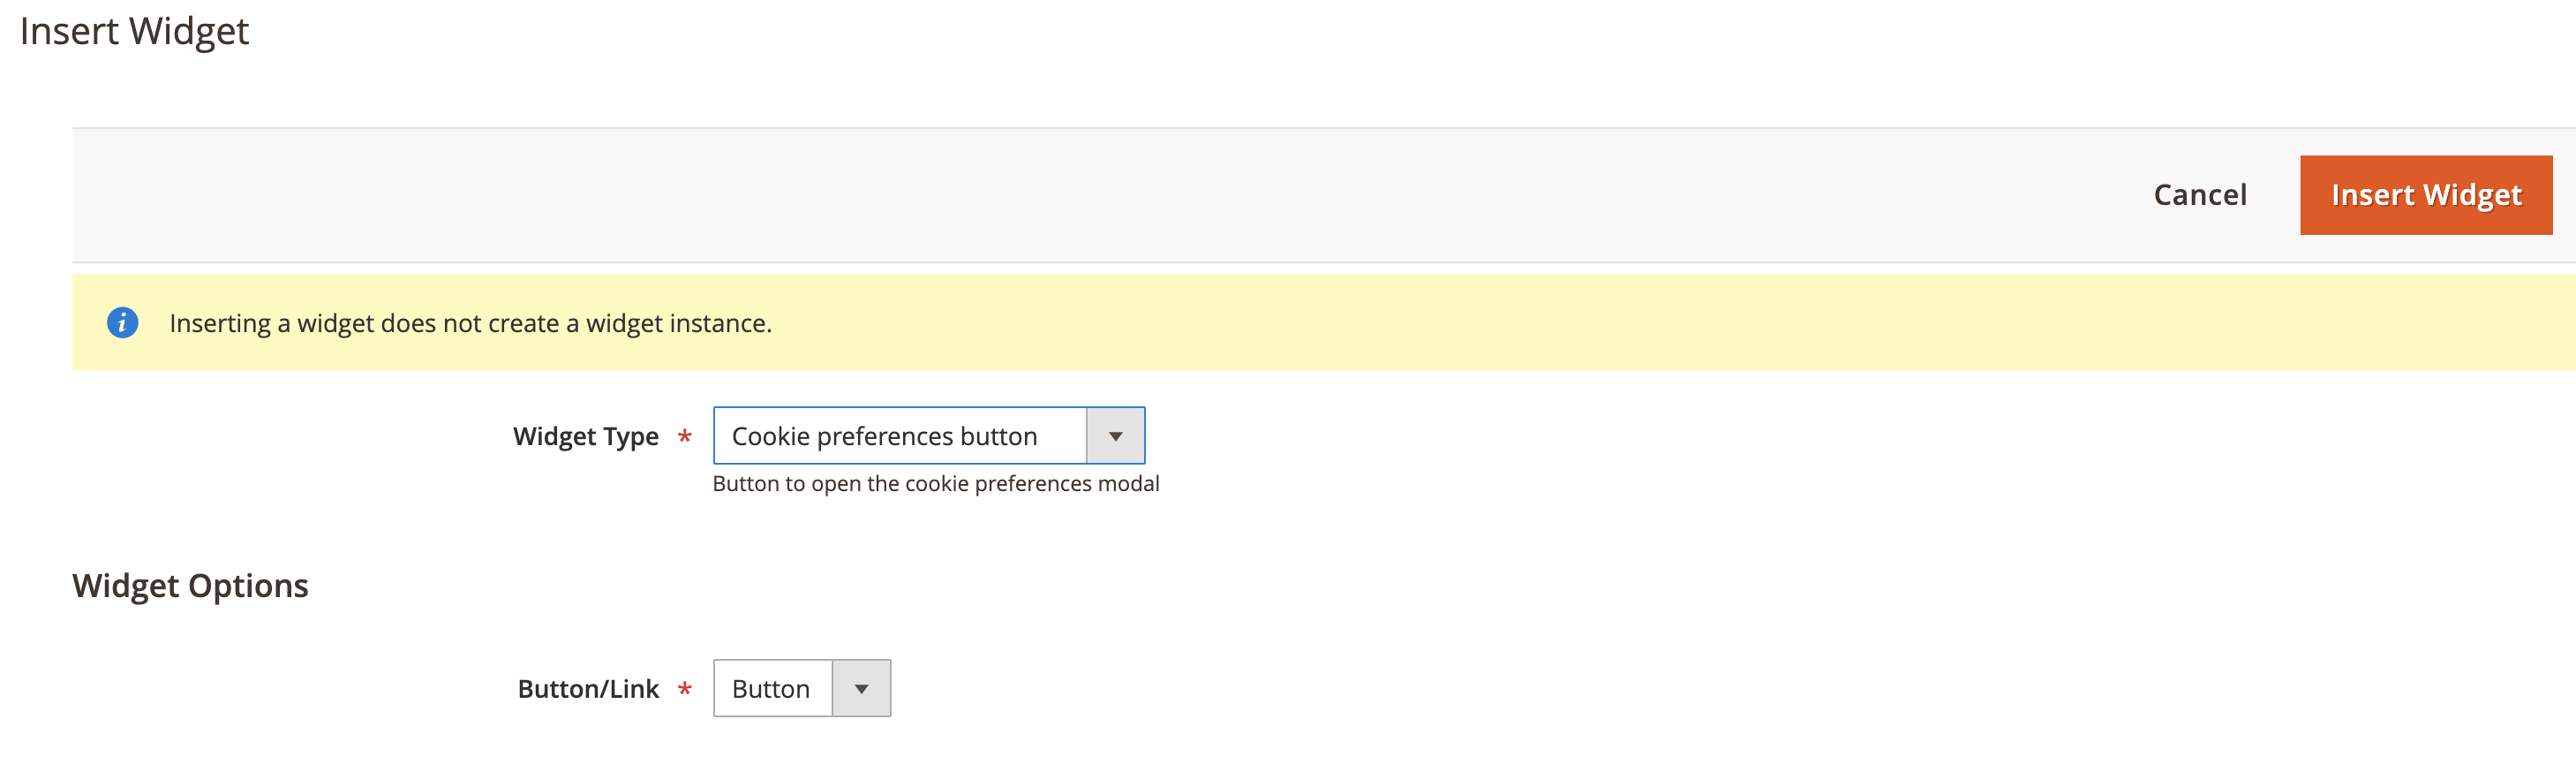 Insert Widget
Cancel
Insert Widget
Inserting a widget does not create a widget instance.
Widget Type *
Cookie preferences button
Button to open the cookie preferences modal
Widget Options
Button/Link *
Button